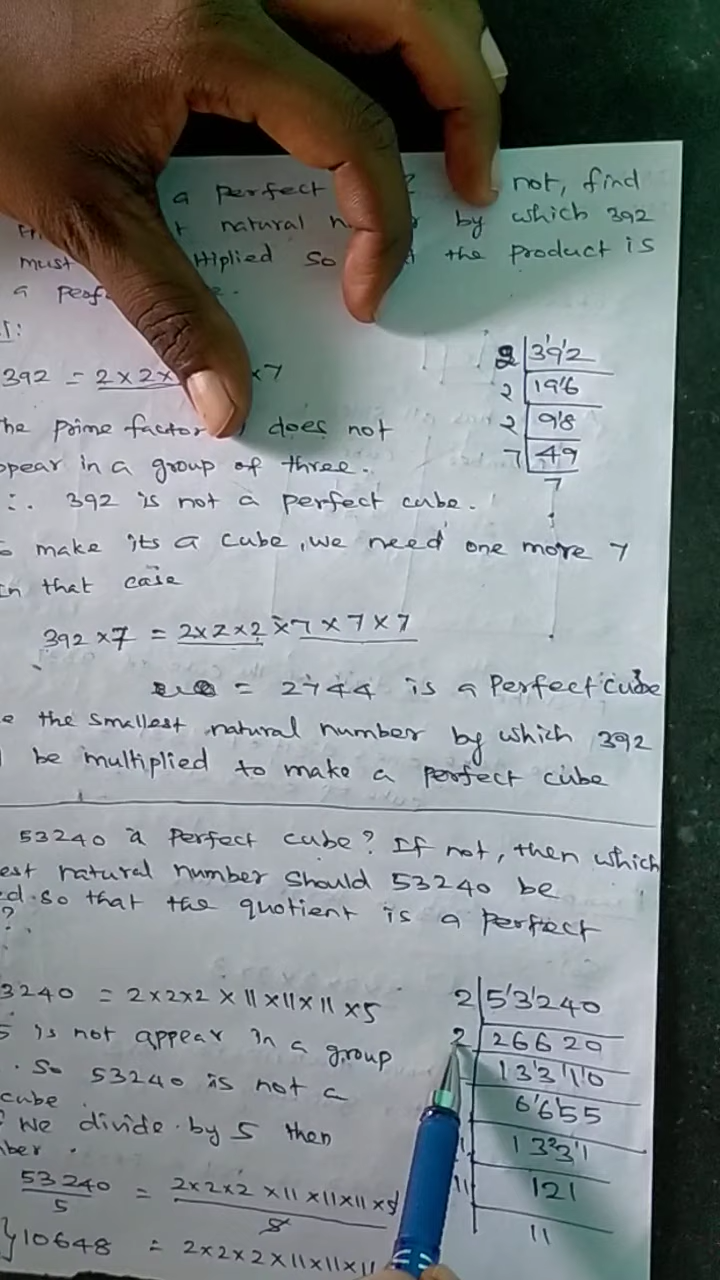 a perfect not, find
natural by which 392
must so the product is
a
392 = 2×2× ×7
2 392
2 196
2 98
7 49
7
the prime factor does not
appear in a group of three.
∴ 392 is not a perfect cube.
make its a cube, we need one more 7
in that case
392 ×7 = 2×2×2 ×7 ×7 ×7
= 2744 is a Perfect cube
the smallest natural number by which 392
be multiplied to make a perfect cube
53240 a Perfect cube? If not, then which
est natural number should 53240 be
ed so that the quotient is a perfect
?
3240 = 2×2×2 ×11×11×11 ×5
5 is not appear in a group
So 53240 is not a
cube
we divide by 5 then
ber.
53240/5 = 2×2×2 ×11 ×11×11 ×5/5
10648 = 2×2×2×11×11×11
2 53240
2 26620
13310
6655
1331
11 121
11